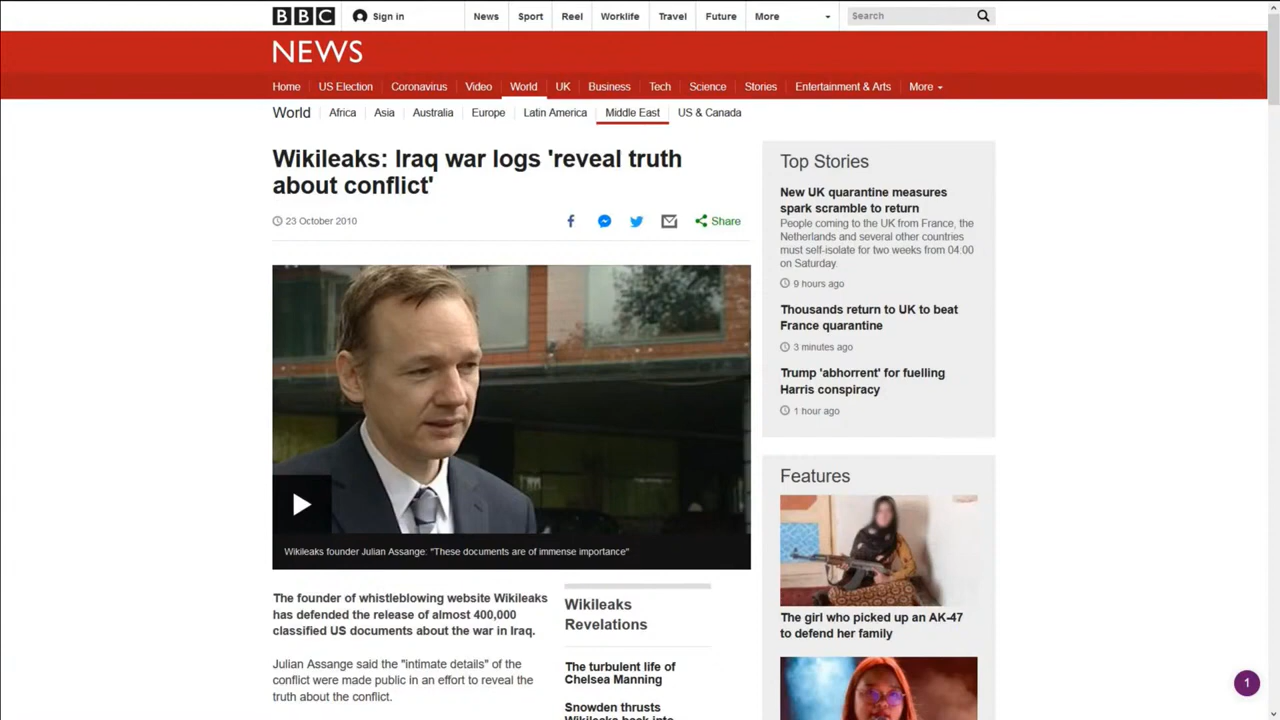 BBC
Sign in
News
Sport
Reel
Worklife
Travel
Future
More
Search
NEWS
Home
US Election
Coronavirus
Video
World
UK
Business
Tech
Science
Stories
Entertainment & Arts
More
World
Africa
Asia
Australia
Europe
Latin America
Middle East
US & Canada
Wikileaks: Iraq war logs 'reveal truth
about conflict'
23 October 2010
Share
Wikileaks founder Julian Assange: "These documents are of immense importance"
The founder of whistleblowing website Wikileaks
has defended the release of almost 400,000
classified US documents about the war in Iraq.
Julian Assange said the "intimate details" of the
conflict were made public in an effort to reveal the
truth about the conflict.
Wikileaks
Revelations
The turbulent life of
Chelsea Manning
Snowden thrusts
Wikileaks back into
Top Stories
New UK quarantine measures
spark scramble to return
People coming to the UK from France, the
Netherlands and several other countries
must self-isolate for two weeks from 04:00
on Saturday.
9 hours ago
Thousands return to UK to beat
France quarantine
3 minutes ago
Trump 'abhorrent' for fuelling
Harris conspiracy
1 hour ago
Features
The girl who picked up an AK-47
to defend her family
1